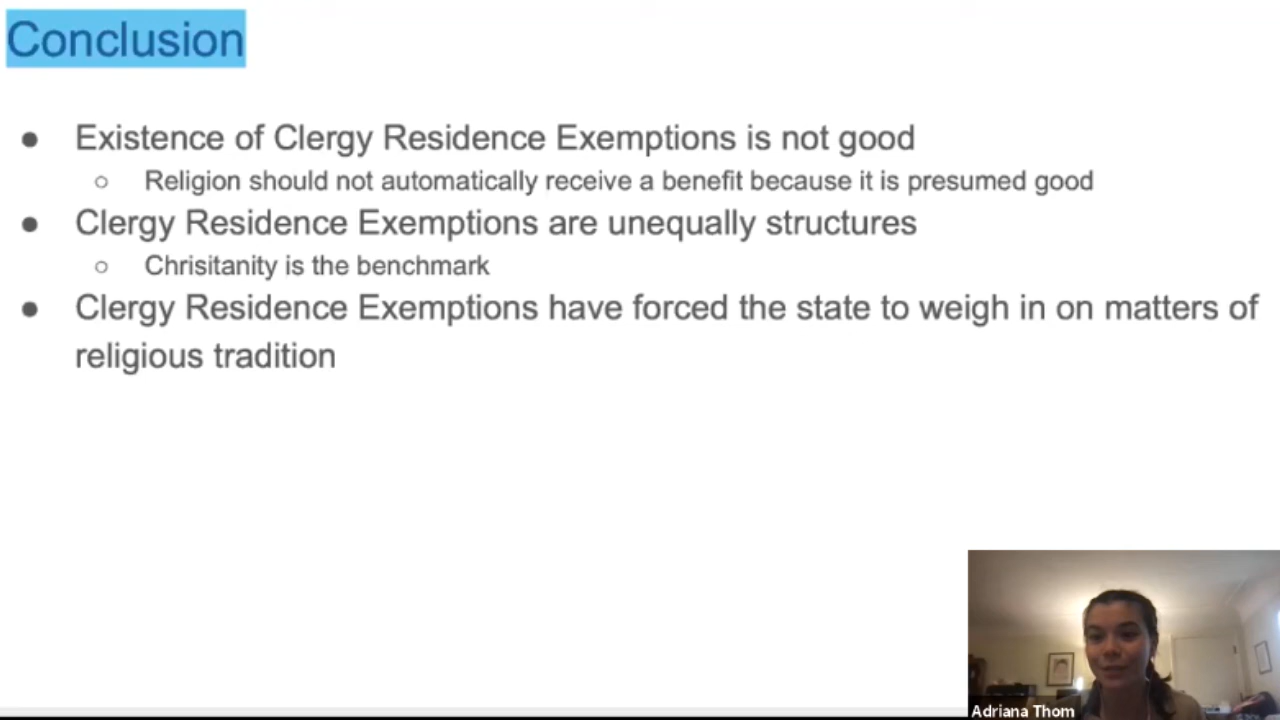 Conclusion
● Existence of Clergy Residence Exemptions is not good
○ Religion should not automatically receive a benefit because it is presumed good
● Clergy Residence Exemptions are unequally structures
○ Chrisitanity is the benchmark
● Clergy Residence Exemptions have forced the state to weigh in on matters of
religious tradition
Adriana Thom